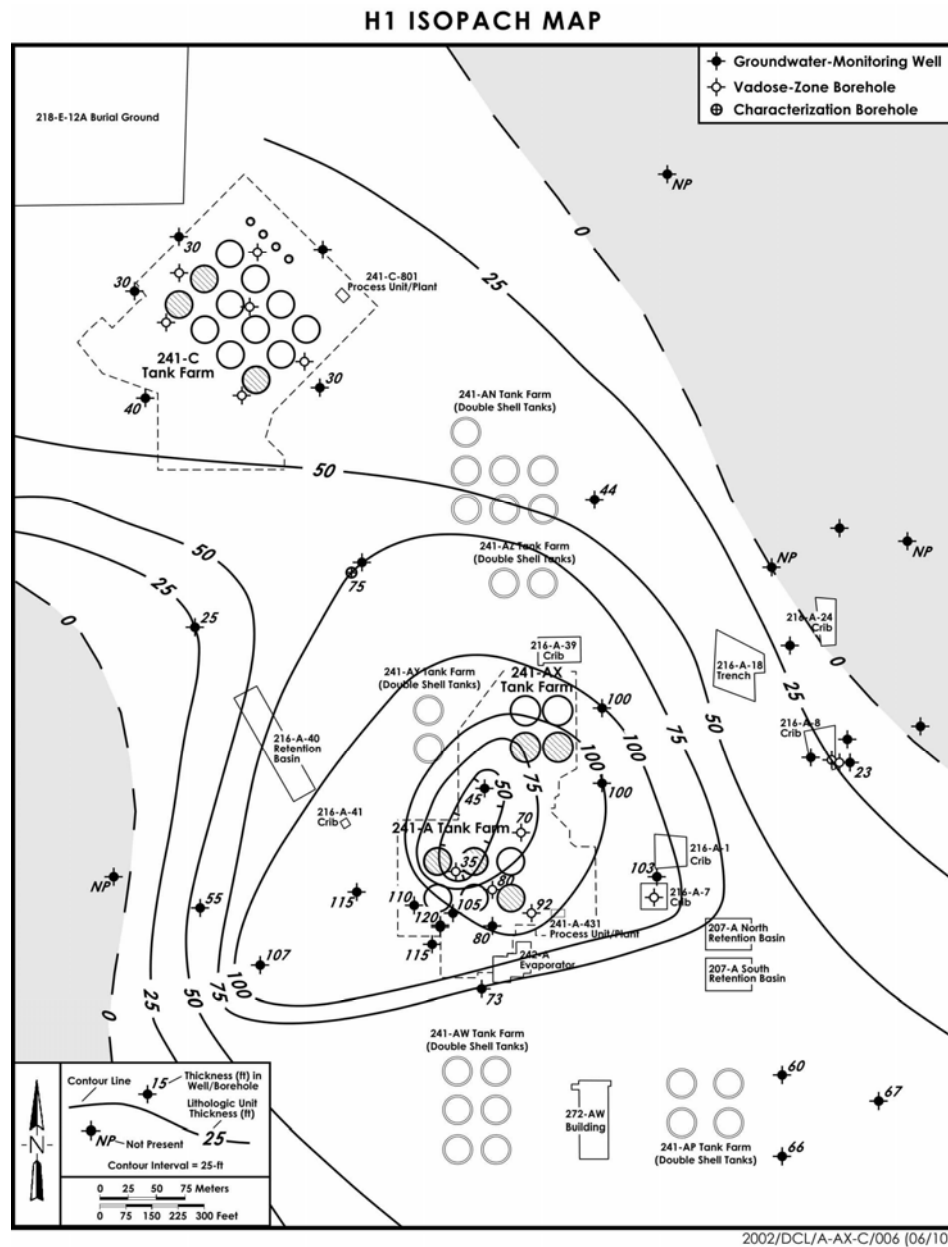 H1 ISOPACH MAP
Groundwater-Monitoring Well
Vadose-Zone Borehole
Characterization Borehole
218-E-12A Burial Ground
NP
0
30
25
241-C-801
Process Unit/Plant
30
241-C
Tank Farm
30
40
241-AN Tank Farm
(Double Shell Tanks)
50
44
50
241-AZ Tank Farm
(Double Shell Tanks)
NP
NP
75
25
0
25
216-A-24
Crib
0
216-A-39
Crib
216-A-18
Trench
241-AY Tank Farm
(Double Shell Tanks)
241-AX
Tank Farm
25
100
216-A-40
Retention
Basin
100
75
50
216-A-8
Crib
23
75
100
50
45
100
216-A-41
Crib
241-A Tank Farm
70
216-A-1
Crib
35
103
NP
80
216-A-7
Crib
115
110
105
92
55
120
80
241-A-431
Process Unit/Plant
207-A North
Retention Basin
115
242-A
Evaporator
107
207-A South
Retention Basin
100
75
50
25
0
73
241-AW Tank Farm
(Double Shell Tanks)
60
67
272-AW
Building
241-AP Tank Farm
(Double Shell Tanks)
66
N
Contour Line
15
Thickness (ft) in
Well/Borehole
Lithologic Unit
Thickness (ft)
NP
Not Present
25
Contour Interval = 25-ft
0 25 50 75 Meters
0 75 150 225 300 Feet
2002/DCL/A-AX-C/006 (06/10